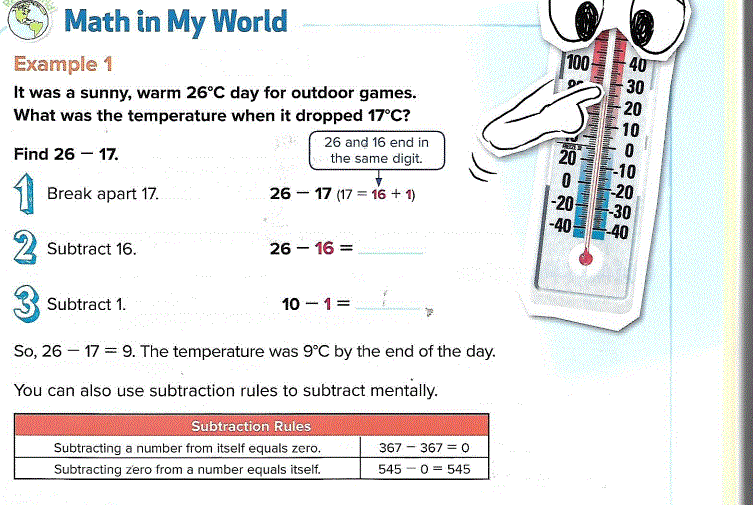 Math in My World
Example 1
It was a sunny, warm 26°C day for outdoor games.
What was the temperature when it dropped 17°C?
Find 26 − 17.
26 and 16 end in
the same digit.
1 Break apart 17. 26 − 17 (17 = 16 + 1)
2 Subtract 16. 26 − 16 =
3 Subtract 1. 10 − 1 =
So, 26 − 17 = 9. The temperature was 9°C by the end of the day.
You can also use subtraction rules to subtract mentally.
Subtraction Rules
Subtracting a number from itself equals zero. 367 − 367 = 0
Subtracting zero from a number equals itself. 545 − 0 = 545
100 40
30
20
10
0
20 -10
0 -20
-20 -30
-40 -40